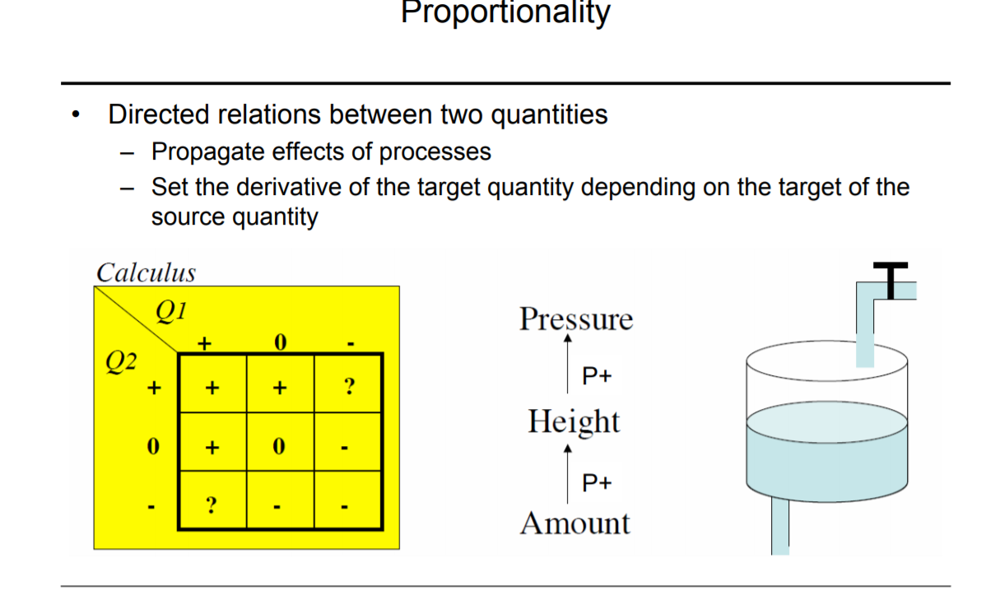 Proportionality
• Directed relations between two quantities
– Propagate effects of processes
– Set the derivative of the target quantity depending on the target of the
source quantity
Calculus
Q1
+ 0 -
Q2
+ + + ?
0 + 0 -
- ? - -
Pressure
P+
Height
P+
Amount